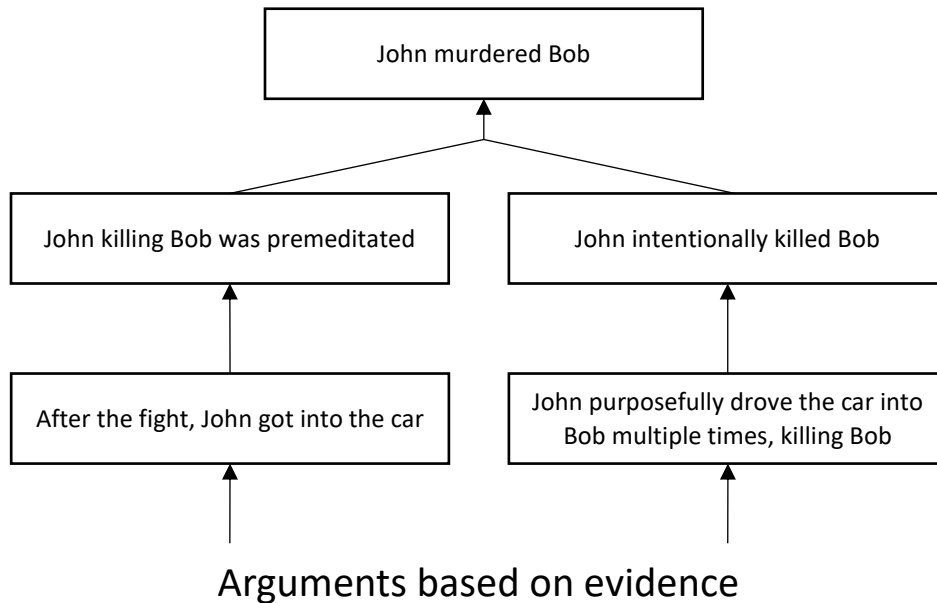 John murdered Bob
John killing Bob was premeditated
John intentionally killed Bob
After the fight, John got into the car
John purposefully drove the car into
Bob multiple times, killing Bob
Arguments based on evidence